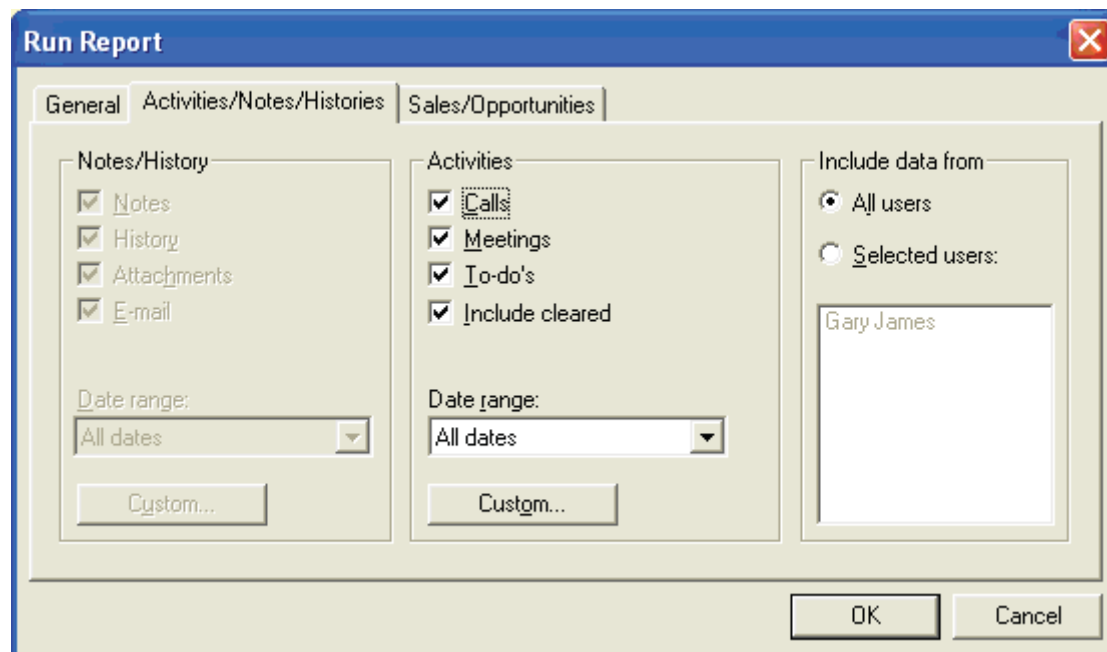 Run Report
General
Activities/Notes/Histories
Sales/Opportunities
Notes/History
Notes
History
Attachments
E-mail
Date range:
All dates
Custom...
Activities
Calls
Meetings
To-do's
Include cleared
Date range:
All dates
Custom...
Include data from
All users
Selected users:
Gary James
OK
Cancel